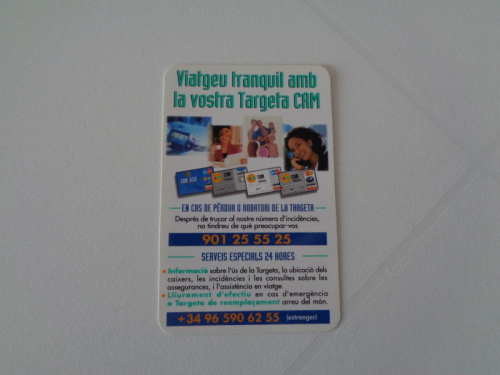 Viatgeu tranquil amb
la vostra Targeta CAM
EN CAS DE PÈRDUA O ROBATORI DE LA TARGETA
Després de trucar al nostre número d'incidències,
no tindreu de què preocupar-vos
901 25 55 25
SERVEIS ESPECIALS 24 HORES
• Informació sobre l'ús de la Targeta, la ubicació dels
caixers, les incidències i les consultes sobre les
assegurances, i l'assistència en viatge.
• Lliurament d'efectiu en cas d'emergència
o Targeta de reemplaçament arreu del món.
+34 96 590 62 55 (estranger)